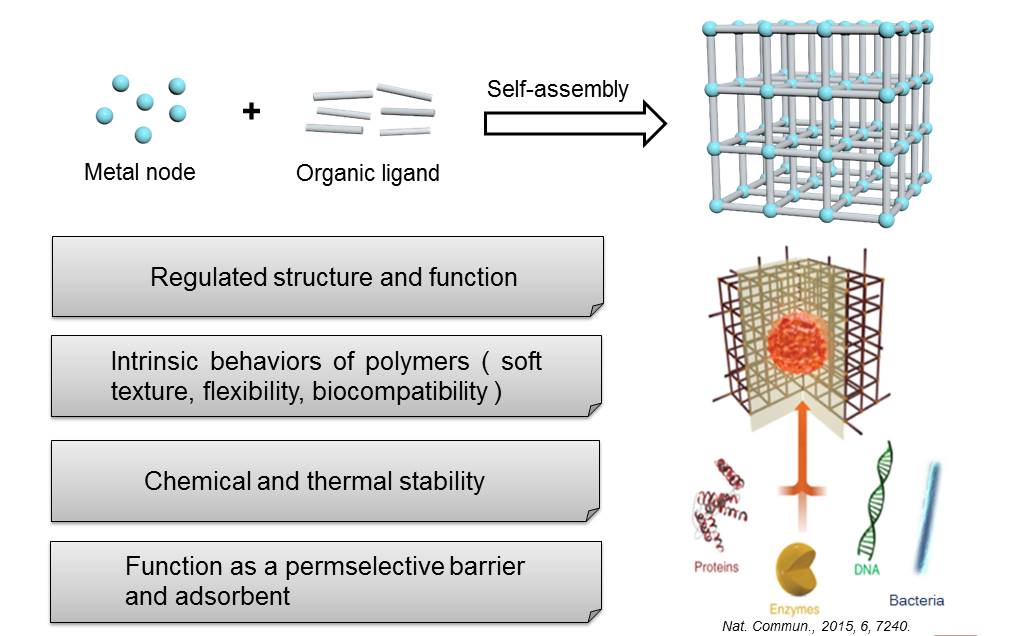 Self-assembly
+
Metal node
Organic ligand
Regulated structure and function
Intrinsic behaviors of polymers ( soft
texture, flexibility, biocompatibility )
Chemical and thermal stability
Function as a permselective barrier
and adsorbent
Proteins
DNA
Enzymes
Bacteria
Nat. Commun., 2015, 6, 7240.